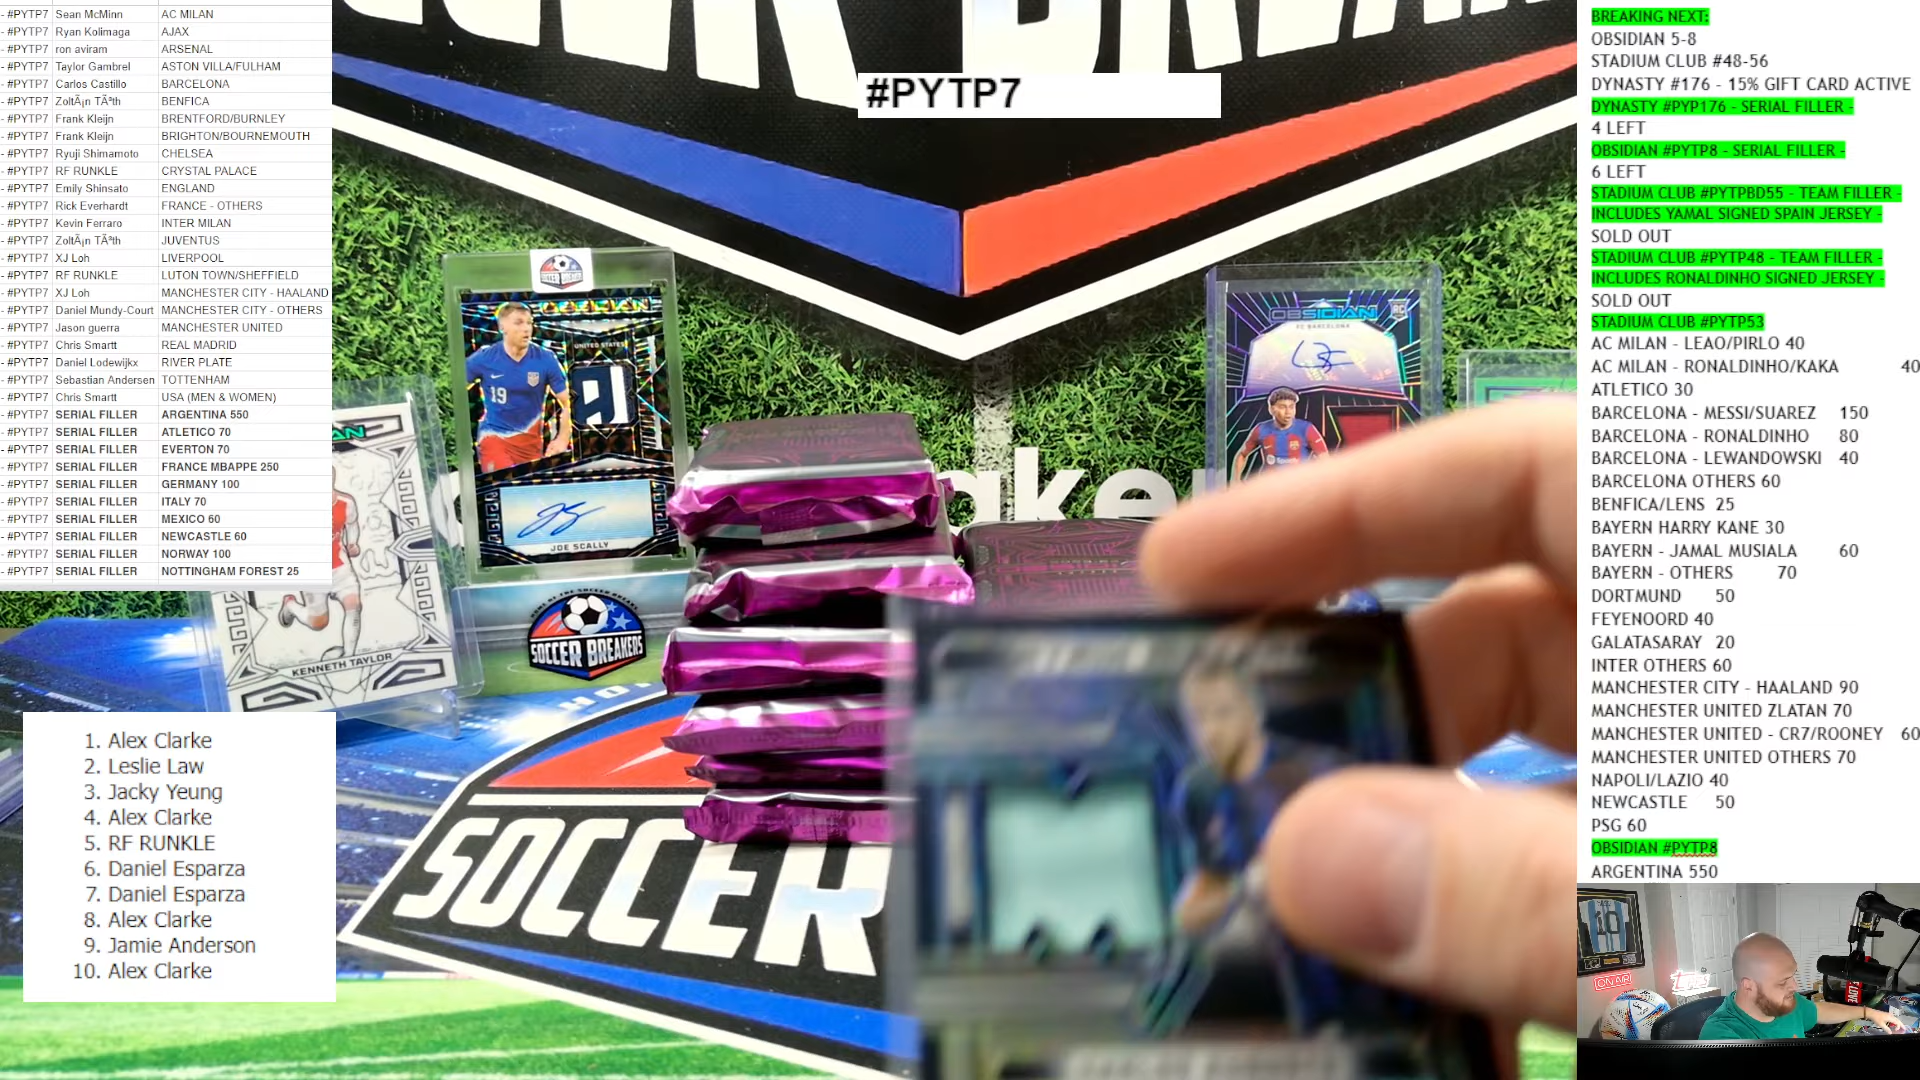 - #PYTP7 Sean McMinn AC MILAN
- #PYTP7 Ryan Kolimaga AJAX
- #PYTP7 ron aviram ARSENAL
- #PYTP7 Taylor Gambrel ASTON VILLA/FULHAM
- #PYTP7 Carlos Castillo BARCELONA
- #PYTP7 ZoltÃ¡n TÃ³th BENFICA
- #PYTP7 Frank Kleijn BRENTFORD/BURNLEY
- #PYTP7 Frank Kleijn BRIGHTON/BOURNEMOUTH
- #PYTP7 Ryuji Shimamoto CHELSEA
- #PYTP7 RF RUNKLE CRYSTAL PALACE
- #PYTP7 Emily Shinsato ENGLAND
- #PYTP7 Rick Everhardt FRANCE - OTHERS
- #PYTP7 Kevin Ferraro INTER MILAN
- #PYTP7 ZoltÃ¡n TÃ³th JUVENTUS
- #PYTP7 XJ Loh LIVERPOOL
- #PYTP7 RF RUNKLE LUTON TOWN/SHEFFIELD
- #PYTP7 XJ Loh MANCHESTER CITY - HAALAND
- #PYTP7 Daniel Mundy-Court MANCHESTER CITY - OTHERS
- #PYTP7 Jason guerra MANCHESTER UNITED
- #PYTP7 Chris Smartt REAL MADRID
- #PYTP7 Daniel Lodewijkx RIVER PLATE
- #PYTP7 Sebastian Andersen TOTTENHAM
- #PYTP7 Chris Smartt USA (MEN & WOMEN)
- #PYTP7 SERIAL FILLER ARGENTINA 550
- #PYTP7 SERIAL FILLER ATLETICO 70
- #PYTP7 SERIAL FILLER EVERTON 70
- #PYTP7 SERIAL FILLER FRANCE MBAPPE 250
- #PYTP7 SERIAL FILLER GERMANY 100
- #PYTP7 SERIAL FILLER ITALY 70
- #PYTP7 SERIAL FILLER MEXICO 60
- #PYTP7 SERIAL FILLER NEWCASTLE 60
- #PYTP7 SERIAL FILLER NORWAY 100
- #PYTP7 SERIAL FILLER NOTTINGHAM FOREST 25
#PYTP7
SOCCER BREAKERS
OBSIDIAN
UNITED STATES
19
JOE SCALLY
OBSIDIAN
FC BARCELONA
RC
KENNETH TAYLOR
SOCCER BREAKERS
SOCCER
1. Alex Clarke
2. Leslie Law
3. Jacky Yeung
4. Alex Clarke
5. RF RUNKLE
6. Daniel Esparza
7. Daniel Esparza
8. Alex Clarke
9. Jamie Anderson
10. Alex Clarke
BREAKING NEXT:
OBSIDIAN 5-8
STADIUM CLUB #48-56
DYNASTY #176 - 15% GIFT CARD ACTIVE
DYNASTY #PYP176 - SERIAL FILLER -
4 LEFT
OBSIDIAN #PYTP8 - SERIAL FILLER -
6 LEFT
STADIUM CLUB #PYTPBD55 - TEAM FILLER -
INCLUDES YAMAL SIGNED SPAIN JERSEY -
SOLD OUT
STADIUM CLUB #PYTP48 - TEAM FILLER -
INCLUDES RONALDINHO SIGNED JERSEY -
SOLD OUT
STADIUM CLUB #PYTP53
AC MILAN - LEAO/PIRLO 40
AC MILAN - RONALDINHO/KAKA 40
ATLETICO 30
BARCELONA - MESSI/SUAREZ 150
BARCELONA - RONALDINHO 80
BARCELONA - LEWANDOWSKI 40
BARCELONA OTHERS 60
BENFICA/LENS 25
BAYERN HARRY KANE 30
BAYERN - JAMAL MUSIALA 60
BAYERN - OTHERS 70
DORTMUND 50
FEYENOORD 40
GALATASARAY 20
INTER OTHERS 60
MANCHESTER CITY - HAALAND 90
MANCHESTER UNITED ZLATAN 70
MANCHESTER UNITED - CR7/ROONEY 60
MANCHESTER UNITED OTHERS 70
NAPOLI/LAZIO 40
NEWCASTLE 50
PSG 60
OBSIDIAN #PYTP8
ARGENTINA 550
10
ON AIR